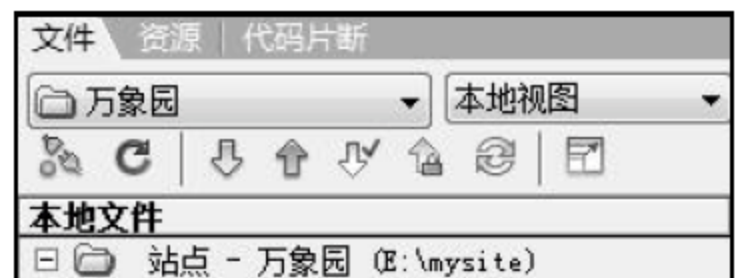 文件 资源 代码片断
万象园 本地视图
本地文件
站点 - 万象园 (E:\mysite)